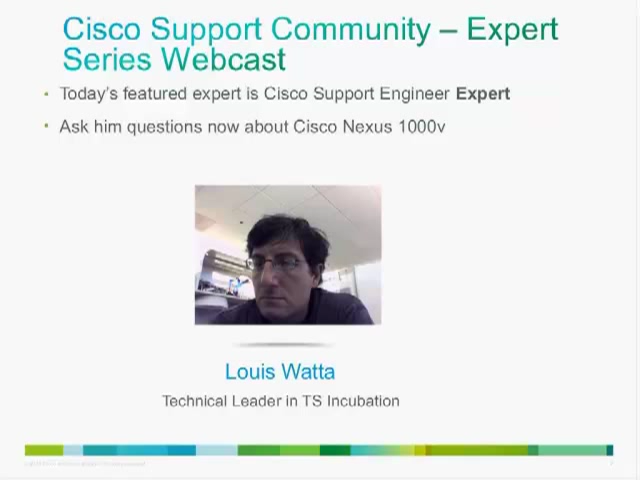 Cisco Support Community – Expert
Series Webcast
Today's featured expert is Cisco Support Engineer Expert
Ask him questions now about Cisco Nexus 1000v
Louis Watta
Technical Leader in TS Incubation